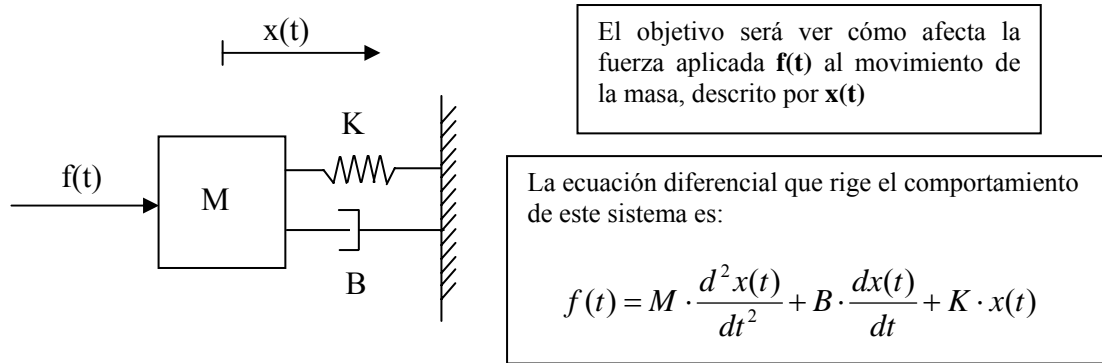 x(t)
K
f(t)
M
B
El objetivo será ver cómo afecta la
fuerza aplicada f(t) al movimiento de
la masa, descrito por x(t)
La ecuación diferencial que rige el comportamiento
de este sistema es:
f(t) = M · d²x(t)/dt² + B · dx(t)/dt + K · x(t)